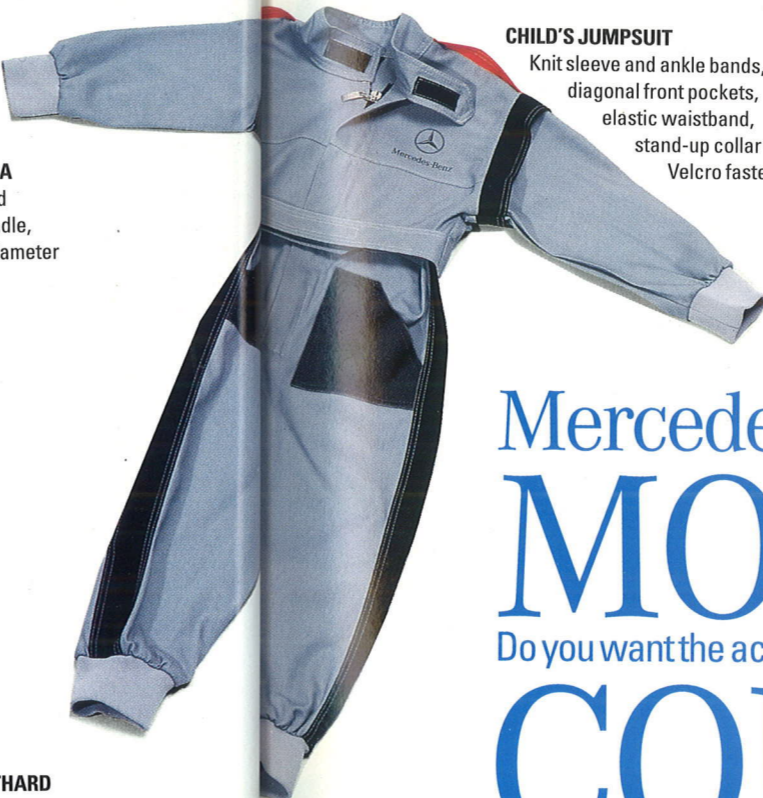 CHILD'S JUMPSUIT
Knit sleeve and ankle bands,
diagonal front pockets,
elastic waistband,
stand-up collar
Velcro faste
Mercedes-Benz
A
d
dle,
ameter
Mercede
MO
Do you want the ac
CO
HARD